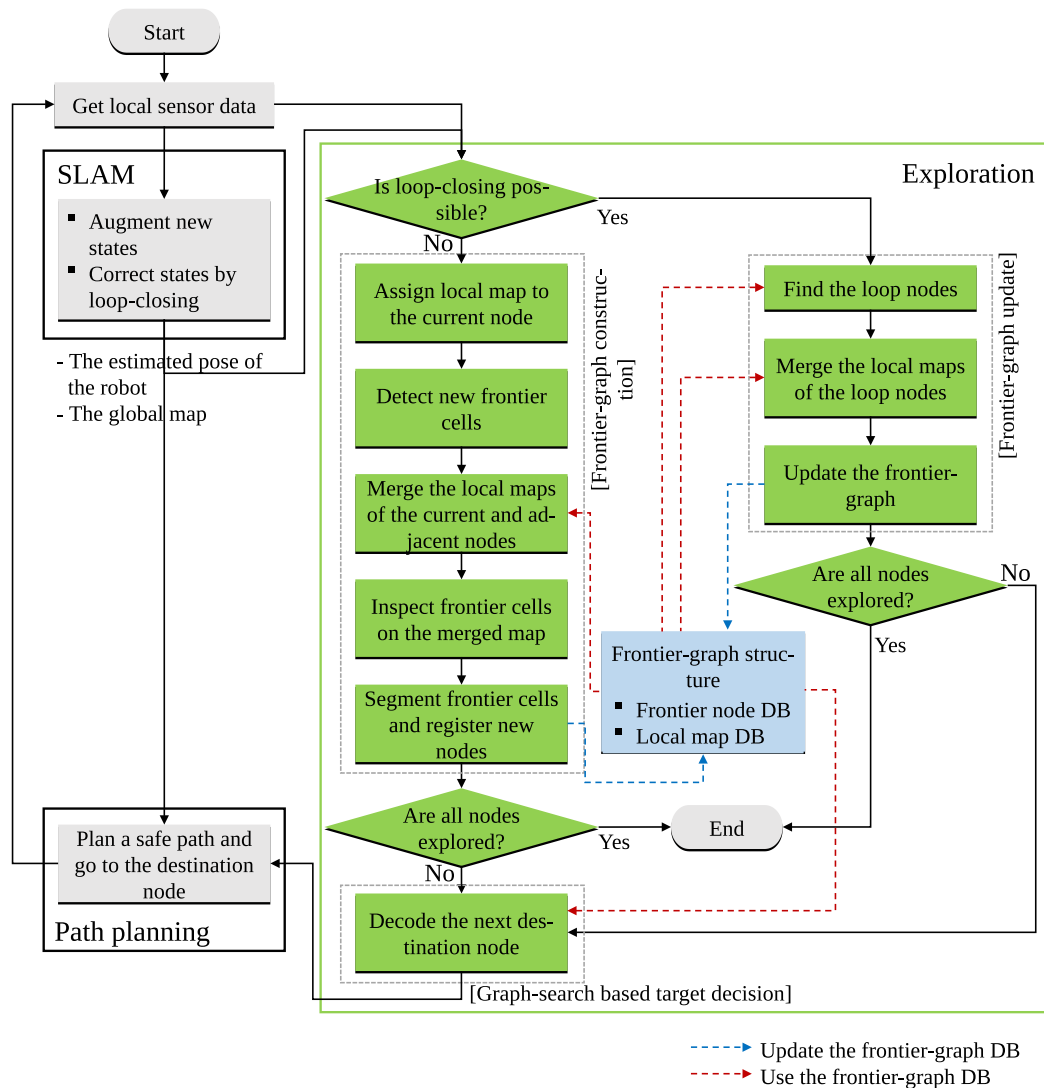 Start
Get local sensor data
SLAM
▪ Augment new
states
▪ Correct states by
loop-closing
- The estimated pose of
the robot
- The global map
Exploration
Is loop-closing pos-
sible?
Yes
No
Assign local map to
the current node
Detect new frontier
cells
Merge the local maps
of the current and ad-
jacent nodes
Inspect frontier cells
on the merged map
Segment frontier cells
and register new
nodes
[Frontier-graph construc-
tion]
Find the loop nodes
Merge the local maps
of the loop nodes
Update the frontier-
graph
[Frontier-graph update]
Are all nodes
explored?
No
Yes
Frontier-graph struc-
ture
▪ Frontier node DB
▪ Local map DB
Are all nodes
explored?
Yes
No
End
Plan a safe path and
go to the destination
node
Path planning
Decode the next des-
tination node
[Graph-search based target decision]
Update the frontier-graph DB
Use the frontier-graph DB